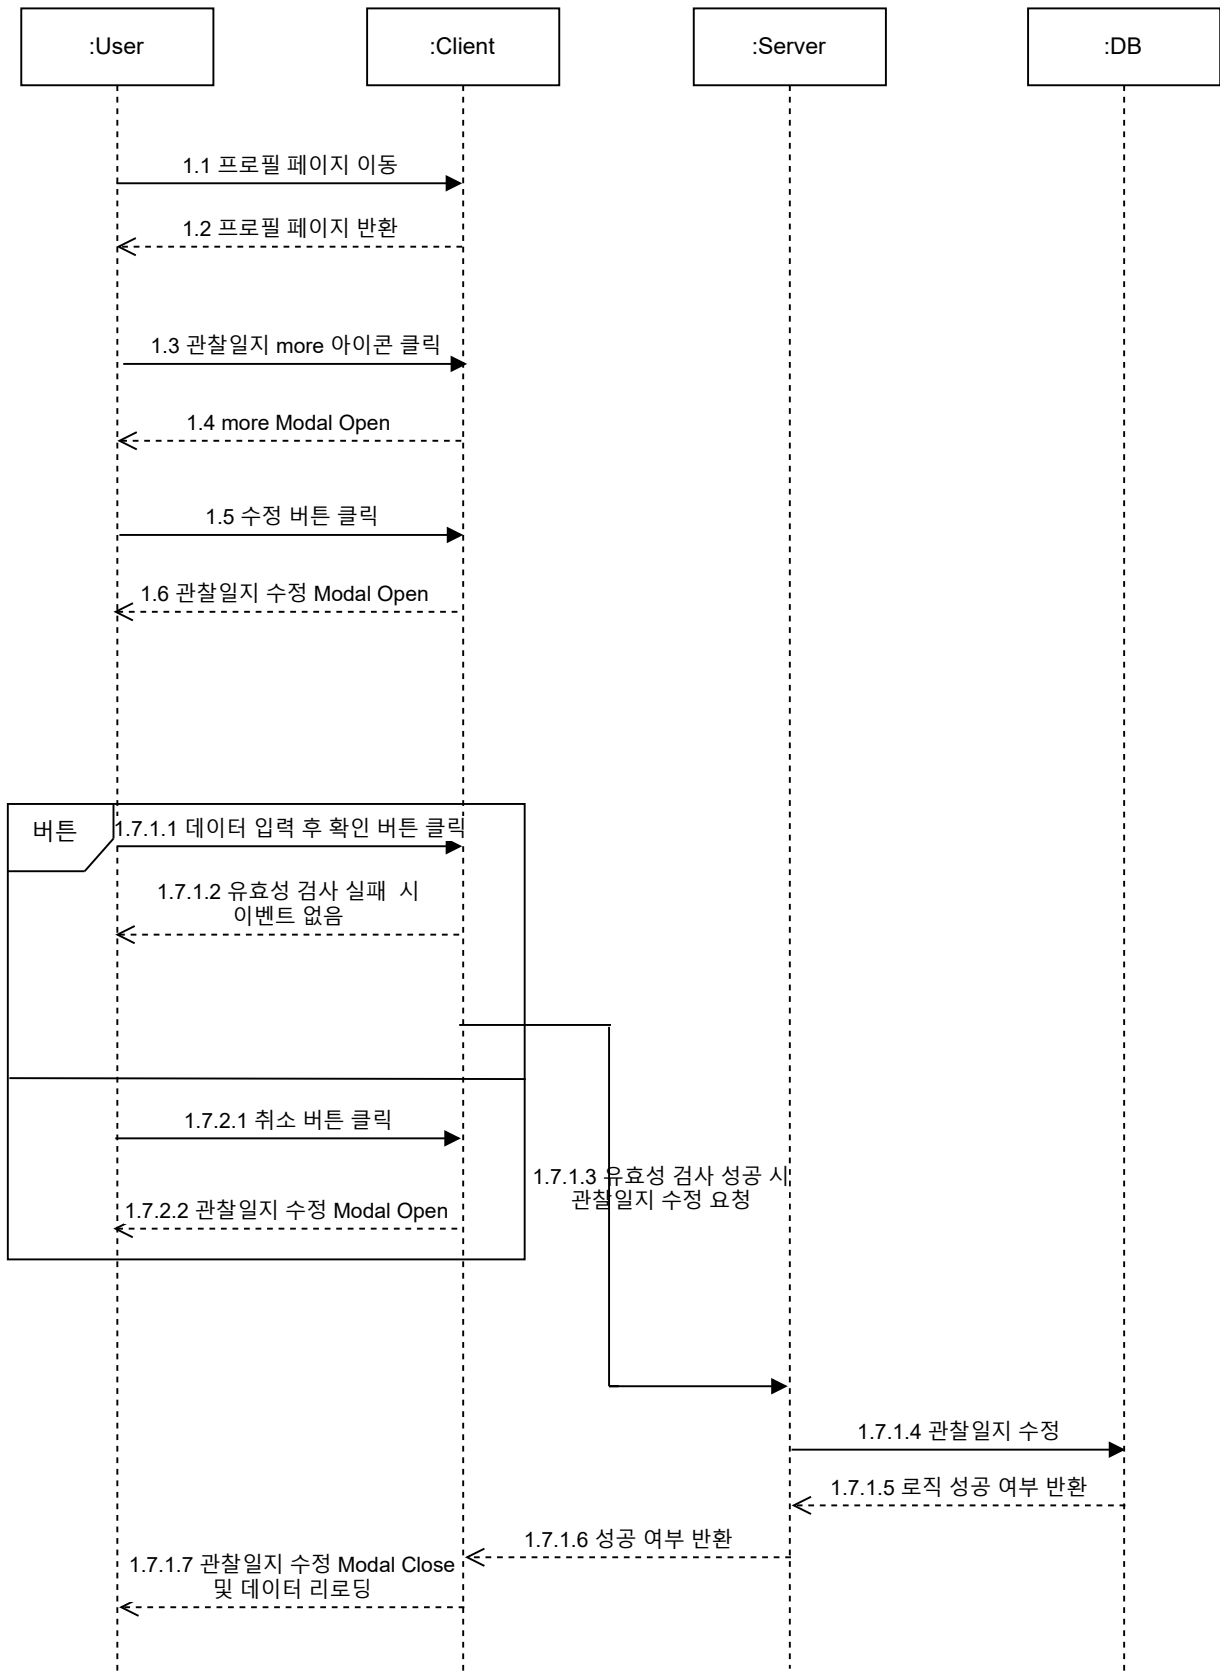 :User
:Client
:Server
:DB
1.1 프로필 페이지 이동
1.2 프로필 페이지 반환
1.3 관찰일지 more 아이콘 클릭
1.4 more Modal Open
1.5 수정 버튼 클릭
1.6 관찰일지 수정 Modal Open
버튼
1.7.1.1 데이터 입력 후 확인 버튼 클릭
1.7.1.2 유효성 검사 실패  시
이벤트 없음
1.7.2.1 취소 버튼 클릭
1.7.1.3 유효성 검사 성공 시
관찰일지 수정 요청
1.7.2.2 관찰일지 수정 Modal Open
1.7.1.4 관찰일지 수정
1.7.1.5 로직 성공 여부 반환
1.7.1.6 성공 여부 반환
1.7.1.7 관찰일지 수정 Modal Close
및 데이터 리로딩